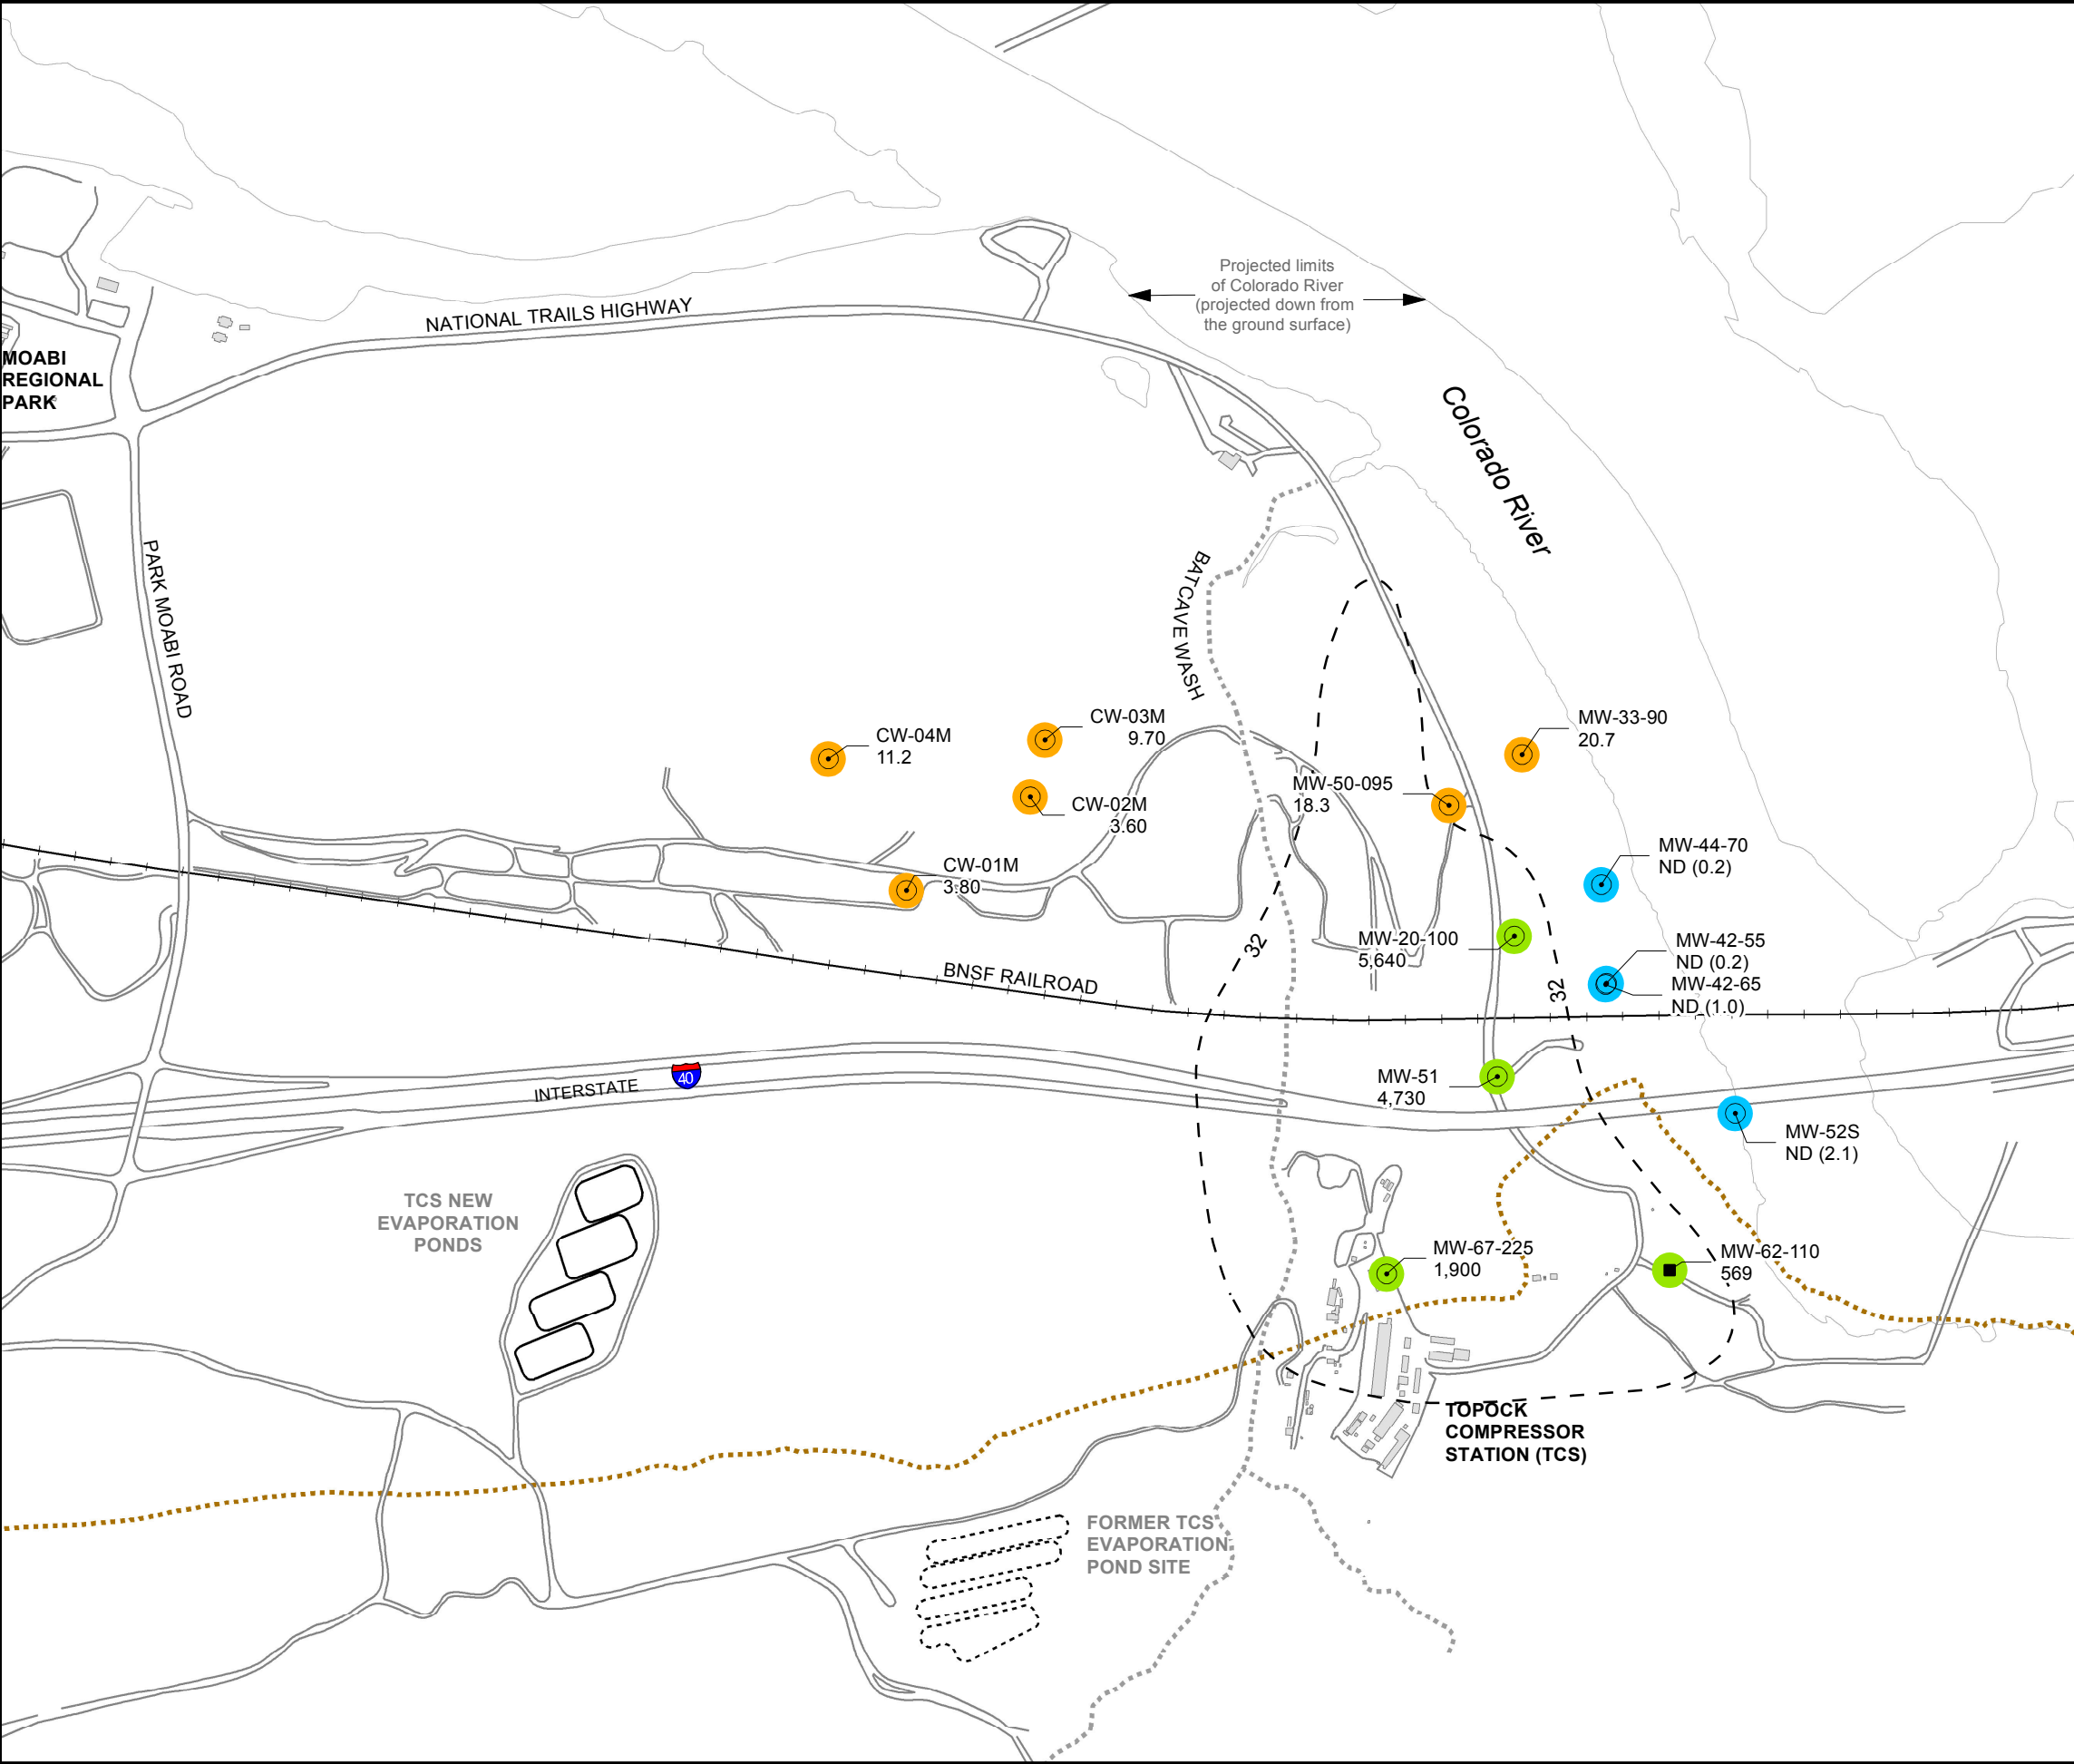 Projected limits
of Colorado River
(projected down from
the ground surface)
NATIONAL TRAILS HIGHWAY
MOABI
REGIONAL
PARK
Colorado River
PARK MOABI ROAD
BATCAVE WASH
CW-03M
9.70
CW-04M
11.2
MW-33-90
20.7
MW-50-095
18.3
CW-02M
3.60
CW-01M
3.80
MW-44-70
ND (0.2)
MW-20-100
5,640
32
32
MW-42-55
ND (0.2)
MW-42-65
ND (1.0)
BNSF RAILROAD
INTERSTATE
40
MW-51
4,730
MW-52S
ND (2.1)
TCS NEW
EVAPORATION
PONDS
MW-67-225
1,900
MW-62-110
569
TOPOCK
COMPRESSOR
STATION (TCS)
FORMER TCS
EVAPORATION
POND SITE